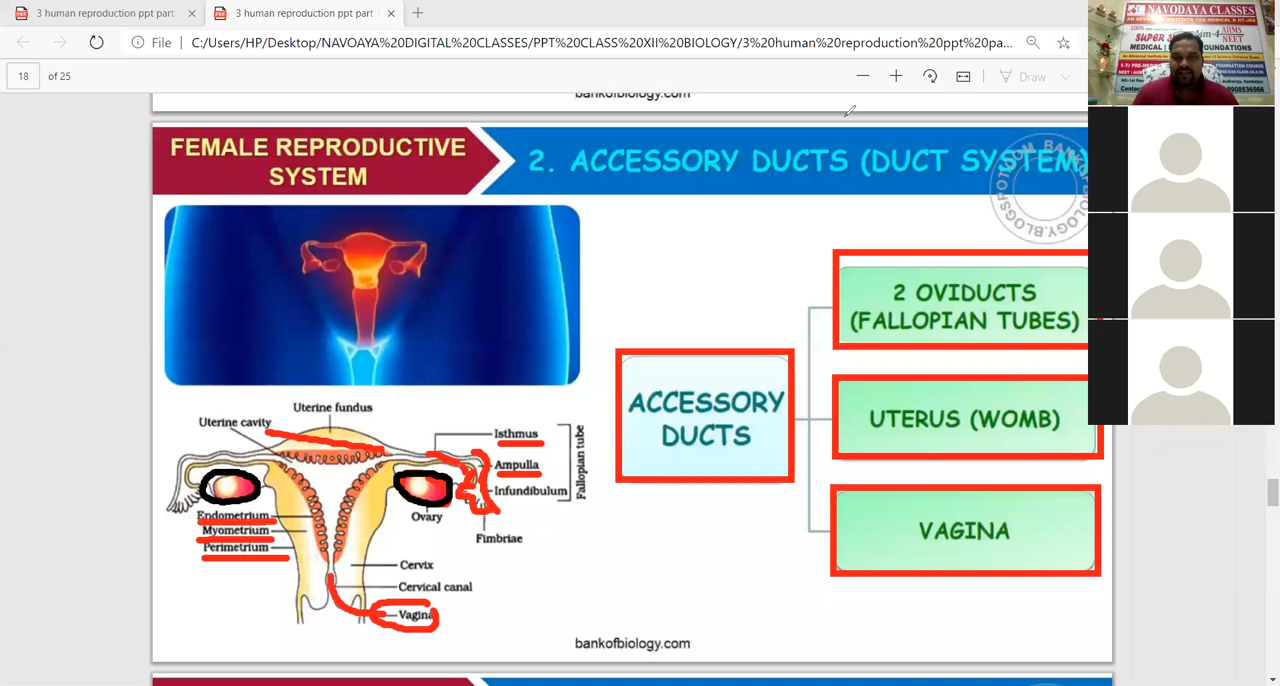 3 human reproduction ppt part
3 human reproduction ppt part
File
C:/Users/HP/Desktop/NAVOAYA%20DIGITAL%20%20CLASSES/PPT%20CLASS%20XII%20BIOLOGY/3%20human%20reproduction%20ppt%20pa...
18
of 25
Draw
NAVODAYA CLASSES
bankofbiology.com
FEMALE REPRODUCTIVE
SYSTEM
2. ACCESSORY DUCTS (DUCT SYSTEM)
2 OVIDUCTS
(FALLOPIAN TUBES)
ACCESSORY
DUCTS
UTERUS (WOMB)
VAGINA
Uterine fundus
Uterine cavity
Isthmus
Ampulla
Infundibulum
Fallopian tube
Ovary
Fimbriae
Endometrium
Myometrium
Perimetrium
Cervix
Cervical canal
Vagina
bankofbiology.com